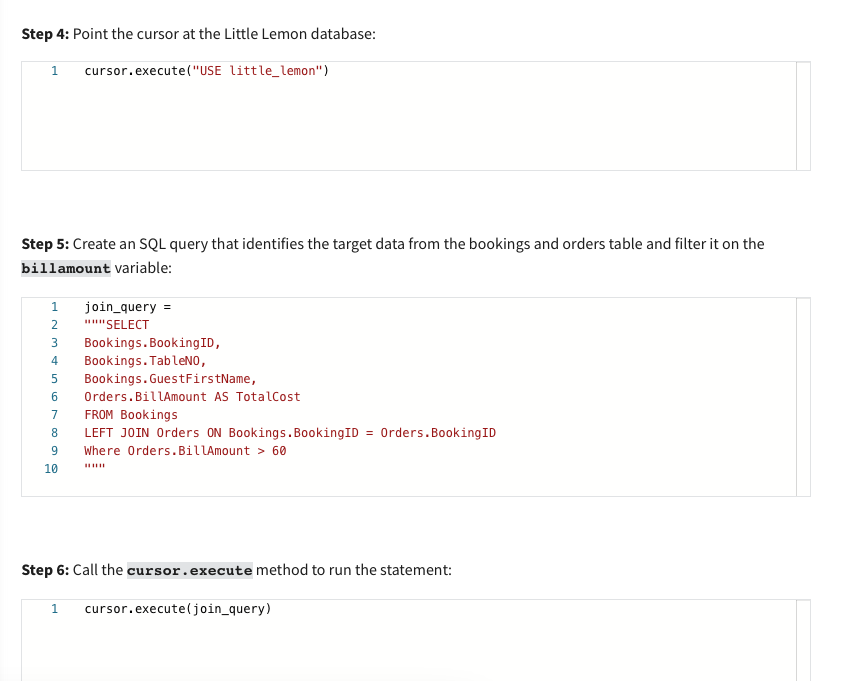 Step 4: Point the cursor at the Little Lemon database:
1 cursor.execute("USE little_lemon")
Step 5: Create an SQL query that identifies the target data from the bookings and orders table and filter it on the
billamount variable:
1 join_query =
2 """SELECT
3 Bookings.BookingID,
4 Bookings.TableNO,
5 Bookings.GuestFirstName,
6 Orders.BillAmount AS TotalCost
7 FROM Bookings
8 LEFT JOIN Orders ON Bookings.BookingID = Orders.BookingID
9 Where Orders.BillAmount > 60
10 """
Step 6: Call the cursor.execute method to run the statement:
1 cursor.execute(join_query)